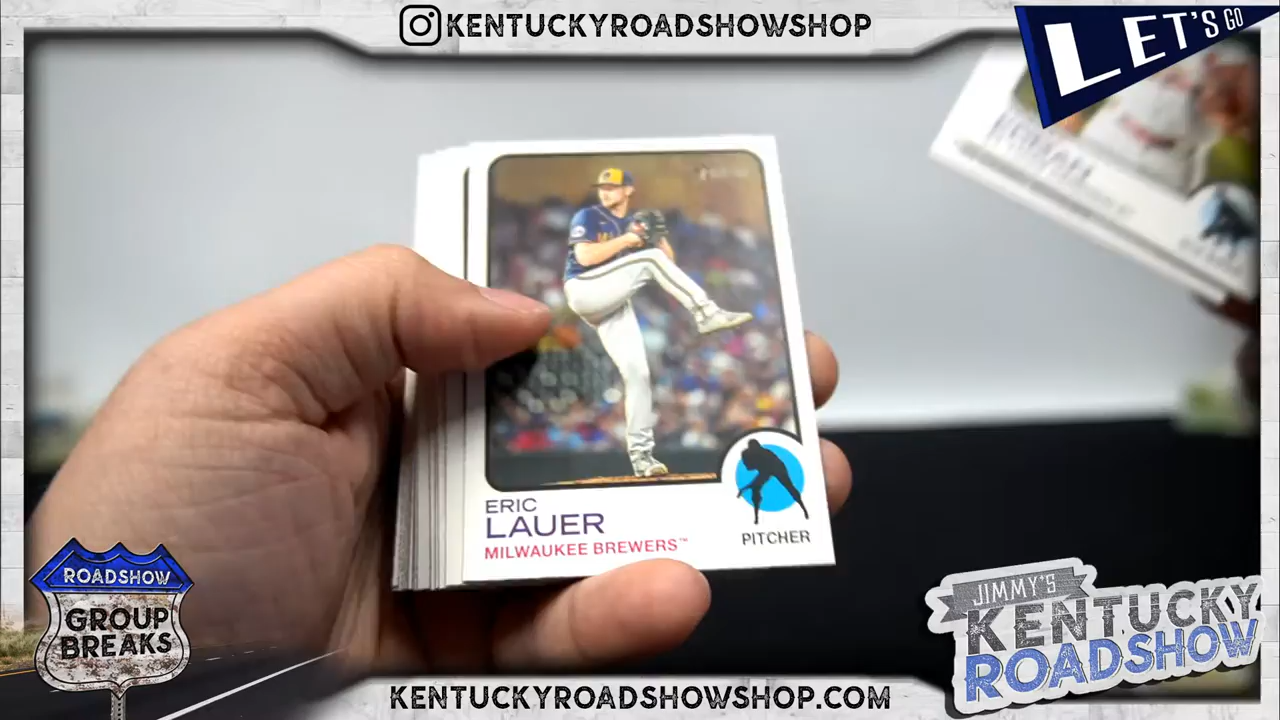 KENTUCKYROADSHOWSHOP
LET'S GO
ERIC
LAUER
MILWAUKEE BREWERS™
PITCHER
ROADSHOW
GROUP
BREAKS
JIMMY'S
KENTUCKY
ROADSHOW
KENTUCKYROADSHOWSHOP.COM